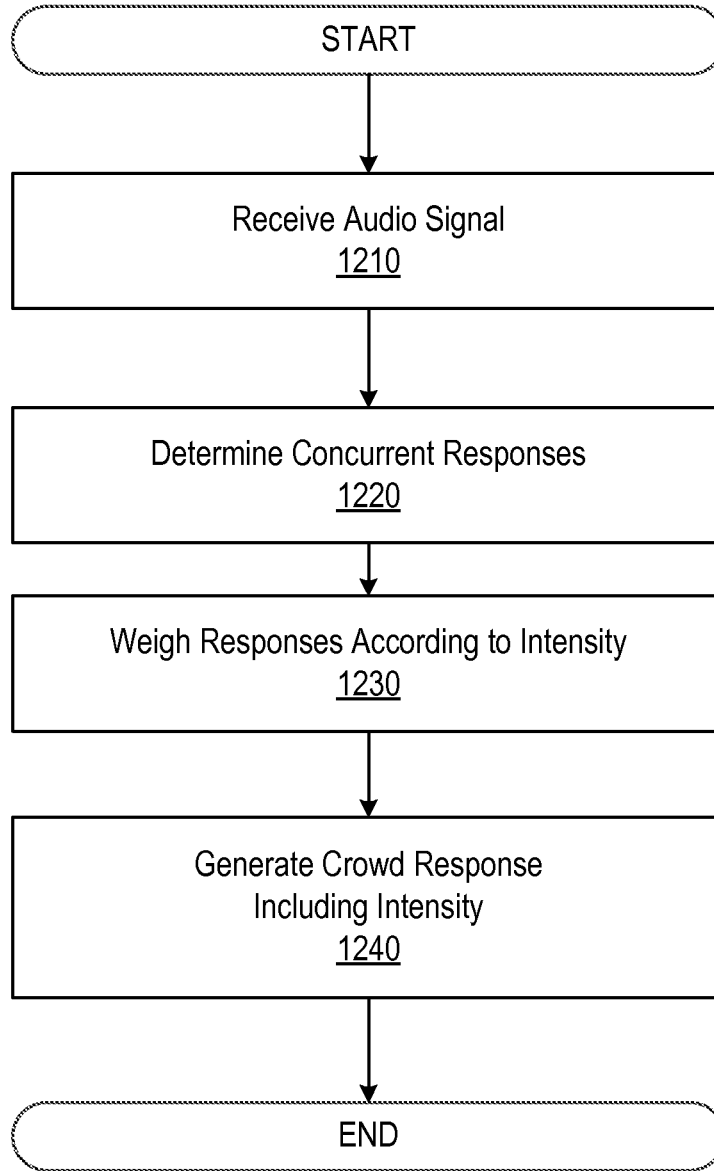 START
Receive Audio Signal
1210
Determine Concurrent Responses
1220
Weigh Responses According to Intensity
1230
Generate Crowd Response
Including Intensity
1240
END